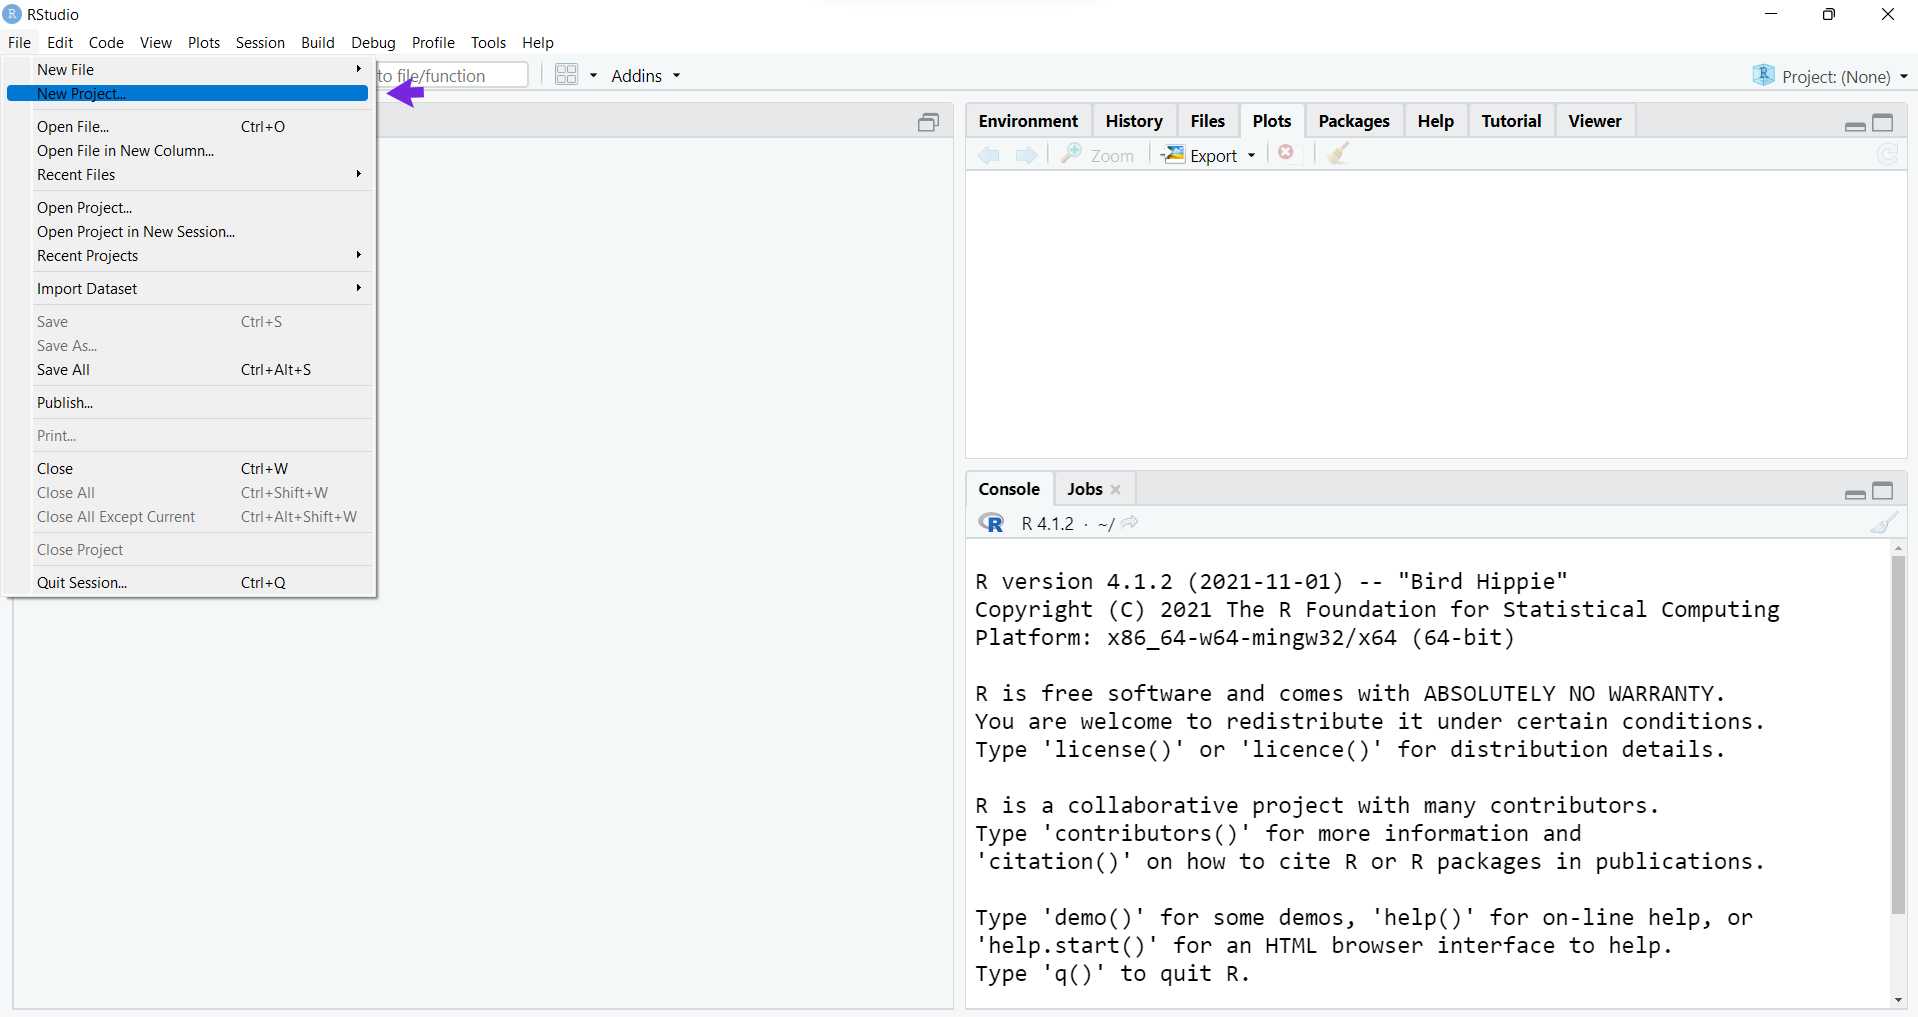 RStudio
File Edit Code View Plots Session Build Debug Profile Tools Help
to file/function Addins Project: (None)
New File
New Project...
Open File... Ctrl+O
Open File in New Column...
Recent Files
Open Project...
Open Project in New Session...
Recent Projects
Import Dataset
Save Ctrl+S
Save As...
Save All Ctrl+Alt+S
Publish...
Print...
Close Ctrl+W
Close All Ctrl+Shift+W
Close All Except Current Ctrl+Alt+Shift+W
Close Project
Quit Session... Ctrl+Q
Environment History Files Plots Packages Help Tutorial Viewer
Zoom Export
Console Jobs
R 4.1.2 · ~/
R version 4.1.2 (2021-11-01) -- "Bird Hippie"
Copyright (C) 2021 The R Foundation for Statistical Computing
Platform: x86_64-w64-mingw32/x64 (64-bit)
R is free software and comes with ABSOLUTELY NO WARRANTY.
You are welcome to redistribute it under certain conditions.
Type 'license()' or 'licence()' for distribution details.
R is a collaborative project with many contributors.
Type 'contributors()' for more information and
'citation()' on how to cite R or R packages in publications.
Type 'demo()' for some demos, 'help()' for on-line help, or
'help.start()' for an HTML browser interface to help.
Type 'q()' to quit R.